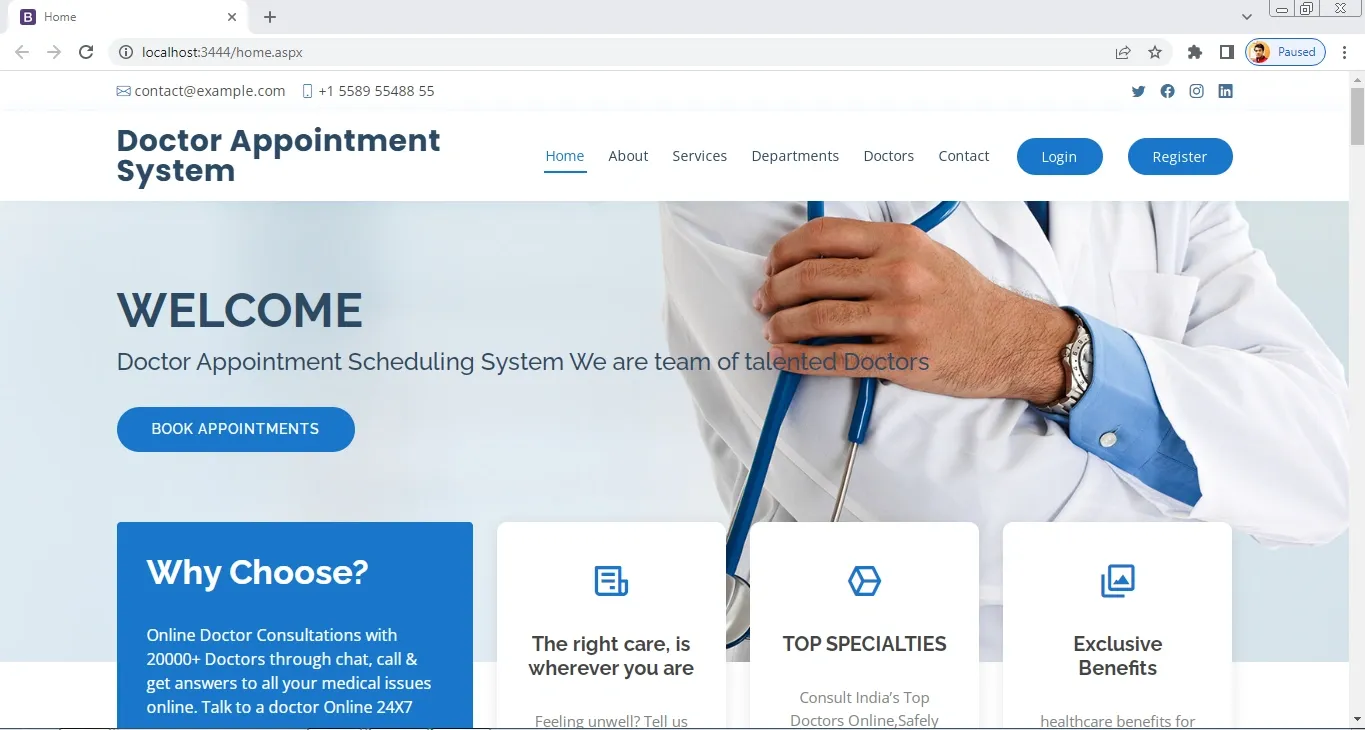 Home
localhost:3444/home.aspx
Paused
contact@example.com +1 5589 55488 55
Doctor Appointment
System
Home About Services Departments Doctors Contact Login Register
WELCOME
Doctor Appointment Scheduling System We are team of talented Doctors
BOOK APPOINTMENTS
Why Choose?
Online Doctor Consultations with
20000+ Doctors through chat, call &
get answers to all your medical issues
online. Talk to a doctor Online 24X7
The right care, is
wherever you are
Feeling unwell? Tell us
TOP SPECIALTIES
Consult India’s Top
Doctors Online,Safely
Exclusive
Benefits
healthcare benefits for